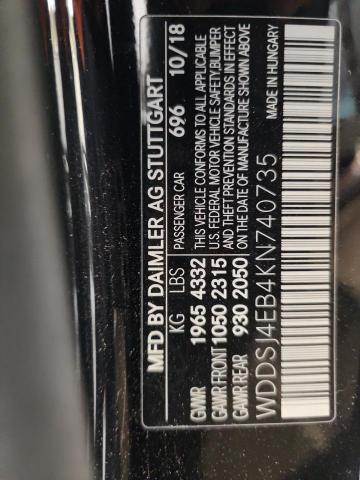 MFD BY DAIMLER AG STUTTGART
KG LBS PASSENGER CAR 696 10/18
GVWR 1965 4332 THIS VEHICLE CONFORMS TO ALL APPLICABLE
GAWR FRONT 1050 2315 U.S. FEDERAL MOTOR VEHICLE SAFETY, BUMPER
AND THEFT PREVENTION STANDARDS IN EFFECT
GAWR REAR 930 2050 ON THE DATE OF MANUFACTURE SHOWN ABOVE
MADE IN HUNGARY
WDDSJ4EB4KN740735